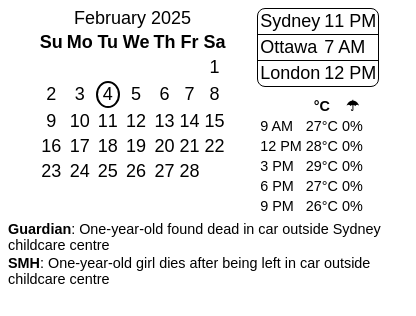 February 2025
Su Mo Tu We Th Fr Sa
1
2 3 4 5 6 7 8
9 10 11 12 13 14 15
16 17 18 19 20 21 22
23 24 25 26 27 28
Sydney 11 PM
Ottawa 7 AM
London 12 PM
°C ☂
9 AM 27°C 0%
12 PM 28°C 0%
3 PM 29°C 0%
6 PM 27°C 0%
9 PM 26°C 0%
Guardian: One-year-old found dead in car outside Sydney
childcare centre
SMH: One-year-old girl dies after being left in car outside
childcare centre